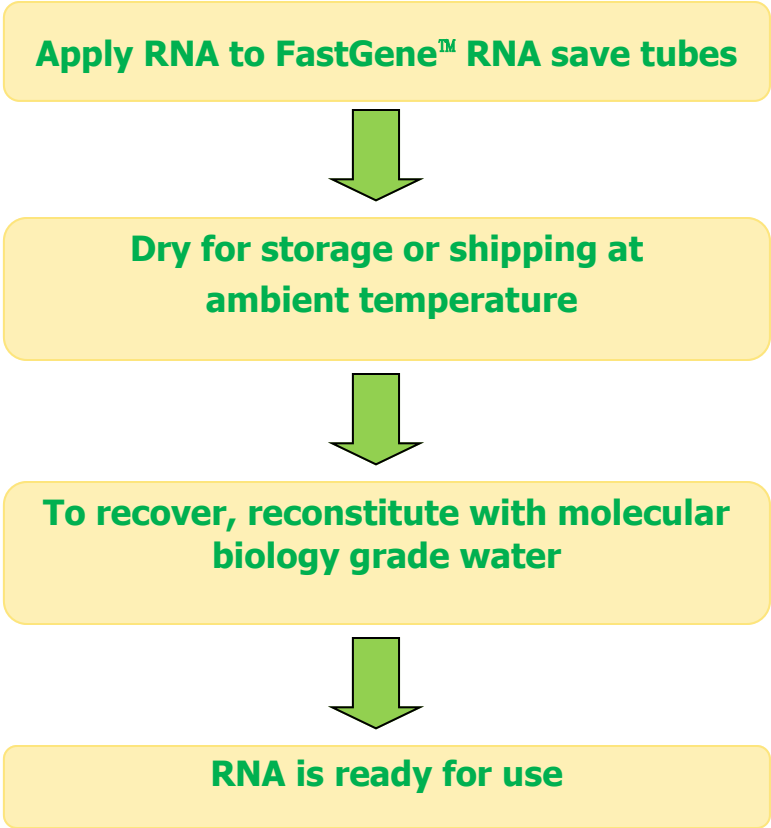 Apply RNA to FastGene™ RNA save tubes
Dry for storage or shipping at
ambient temperature
To recover, reconstitute with molecular
biology grade water
RNA is ready for use